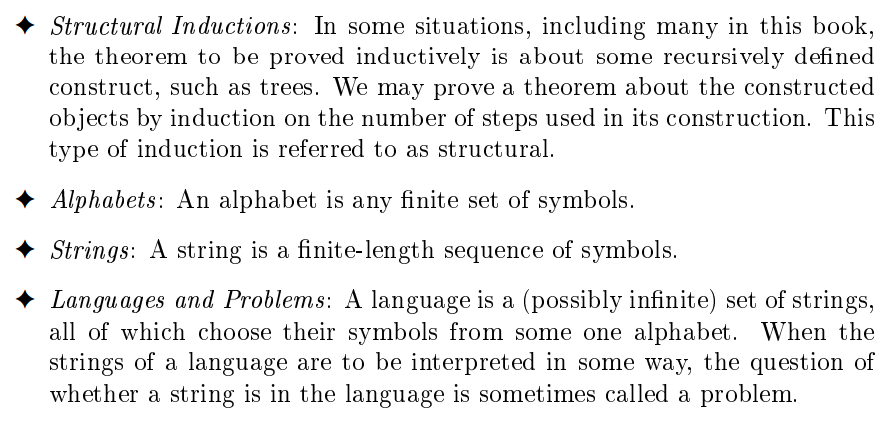 ✦ Structural Inductions: In some situations, including many in this book,
the theorem to be proved inductively is about some recursively defined
construct, such as trees. We may prove a theorem about the constructed
objects by induction on the number of steps used in its construction. This
type of induction is referred to as structural.
✦ Alphabets: An alphabet is any finite set of symbols.
✦ Strings: A string is a finite-length sequence of symbols.
✦ Languages and Problems: A language is a (possibly infinite) set of strings,
all of which choose their symbols from some one alphabet. When the
strings of a language are to be interpreted in some way, the question of
whether a string is in the language is sometimes called a problem.